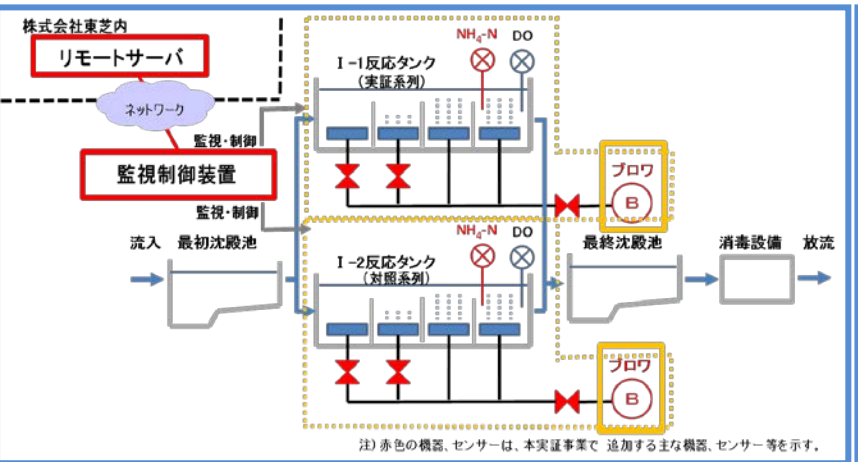 株式会社東芝内
リモートサーバ
ネットワーク
監視・制御
監視制御装置
監視・制御
NH₄-N DO
Ⅰ-1反応タンク
(実証系列)
ブロワ
B
流入 最初沈殿池
NH₄-N DO
Ⅰ-2反応タンク
(対照系列)
最終沈殿池 消毒設備 放流
ブロワ
B
注) 赤色の機器、センサーは、本実証事業で 追加する主な機器、センサー等を示す。